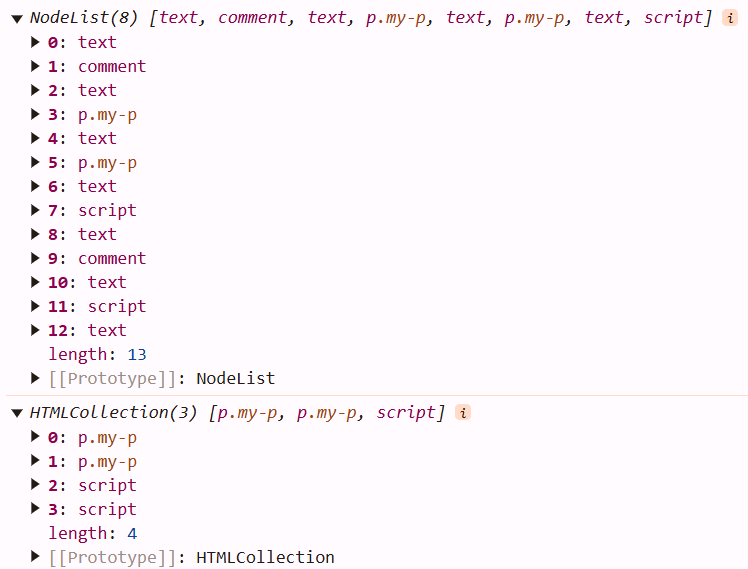 ▼ NodeList(8) [text, comment, text, p.my-p, text, p.my-p, text, script] i
▶ 0: text
▶ 1: comment
▶ 2: text
▶ 3: p.my-p
▶ 4: text
▶ 5: p.my-p
▶ 6: text
▶ 7: script
▶ 8: text
▶ 9: comment
▶ 10: text
▶ 11: script
▶ 12: text
length: 13
▶ [[Prototype]]: NodeList
▼ HTMLCollection(3) [p.my-p, p.my-p, script] i
▶ 0: p.my-p
▶ 1: p.my-p
▶ 2: script
▶ 3: script
length: 4
▶ [[Prototype]]: HTMLCollection